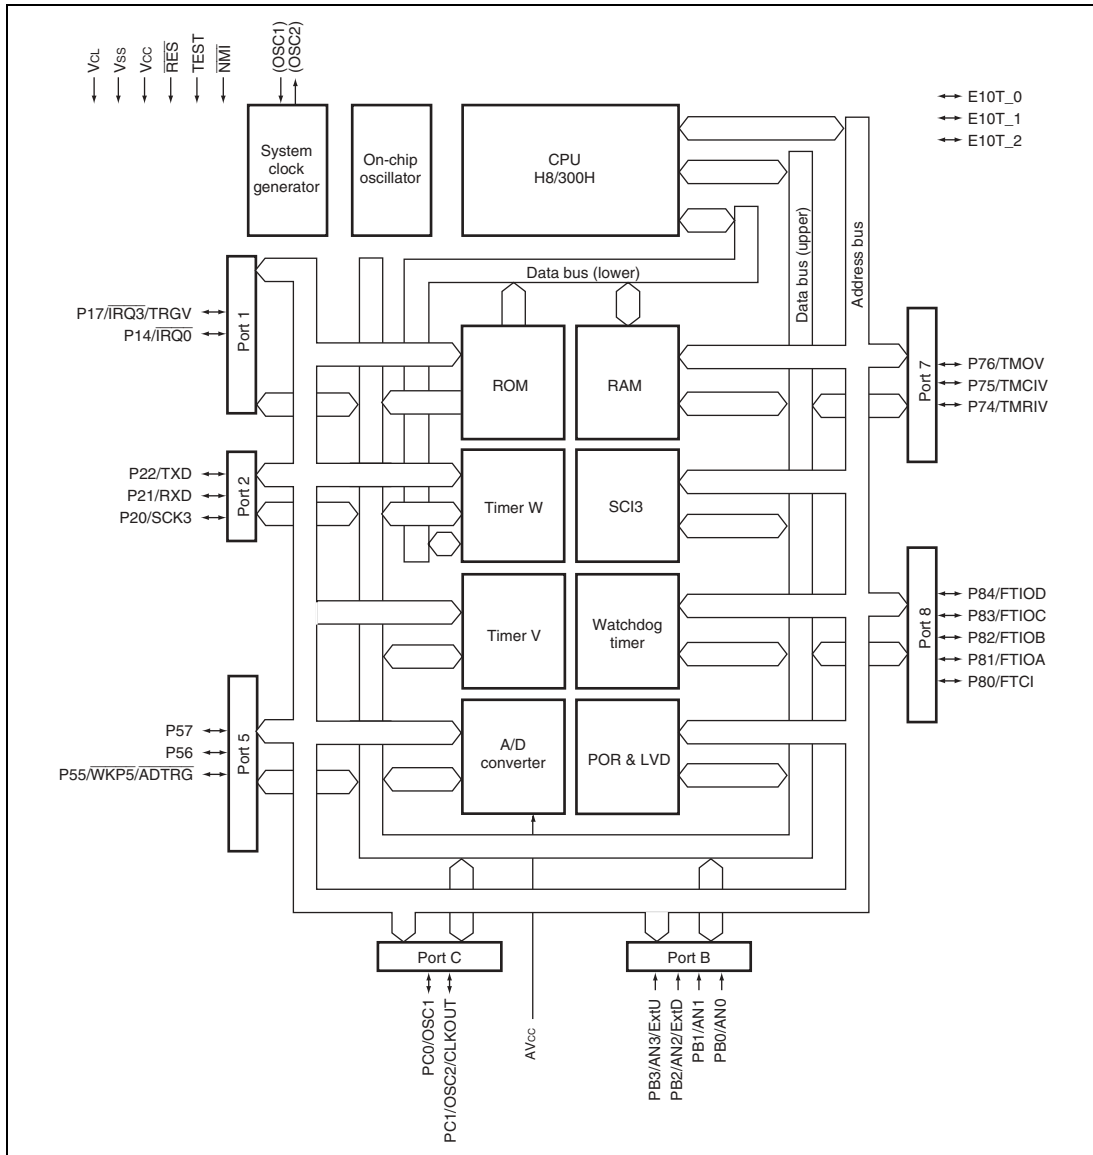 VCL
VSS
VCC
RES
TEST
NMI
(OSC1)
(OSC2)
E10T_0
E10T_1
E10T_2
System
clock
generator
On-chip
oscillator
CPU
H8/300H
Data bus (lower)
Data bus (upper)
Address bus
P17/IRQ3/TRGV
P14/IRQ0
Port 1
ROM
RAM
Port 7
P76/TMOV
P75/TMCIV
P74/TMRIV
P22/TXD
P21/RXD
P20/SCK3
Port 2
Timer W
SCI3
Timer V
Watchdog
timer
Port 8
P84/FTIOD
P83/FTIOC
P82/FTIOB
P81/FTIOA
P80/FTCI
P57
P56
P55/WKP5/ADTRG
Port 5
A/D
converter
POR & LVD
Port C
Port B
PC0/OSC1
PC1/OSC2/CLKOUT
AVCC
PB3/AN3/ExtU
PB2/AN2/ExtD
PB1/AN1
PB0/AN0